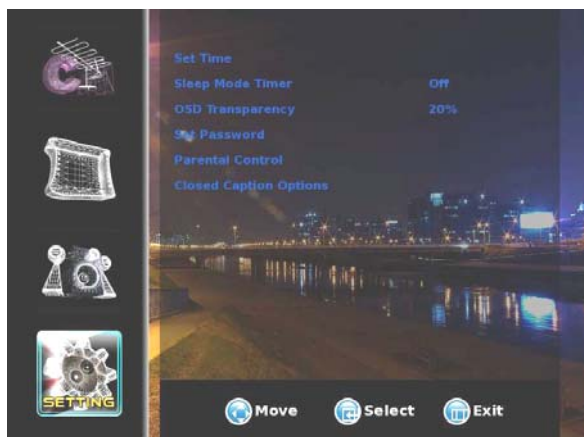 Set Time
Sleep Mode Timer Off
OSD Transparency 20%
Set Password
Parental Control
Closed Caption Options
SETTING
Move Select Exit